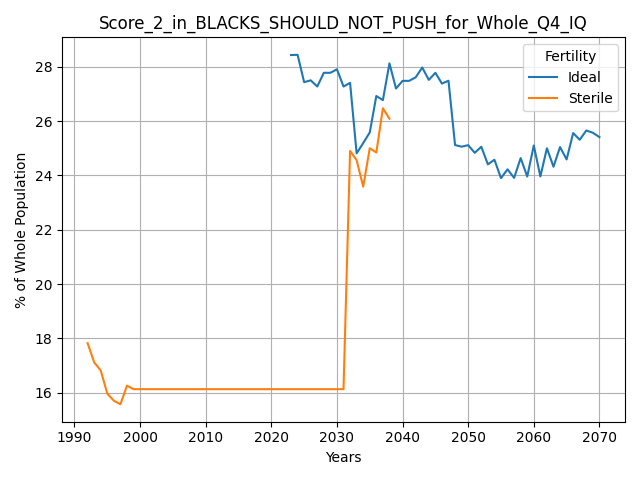 Score_2_in_BLACKS_SHOULD_NOT_PUSH_for_Whole_Q4_IQ
Fertility
Ideal
Sterile
% of Whole Population
28
26
24
22
20
18
16
1990 2000 2010 2020 2030 2040 2050 2060 2070
Years